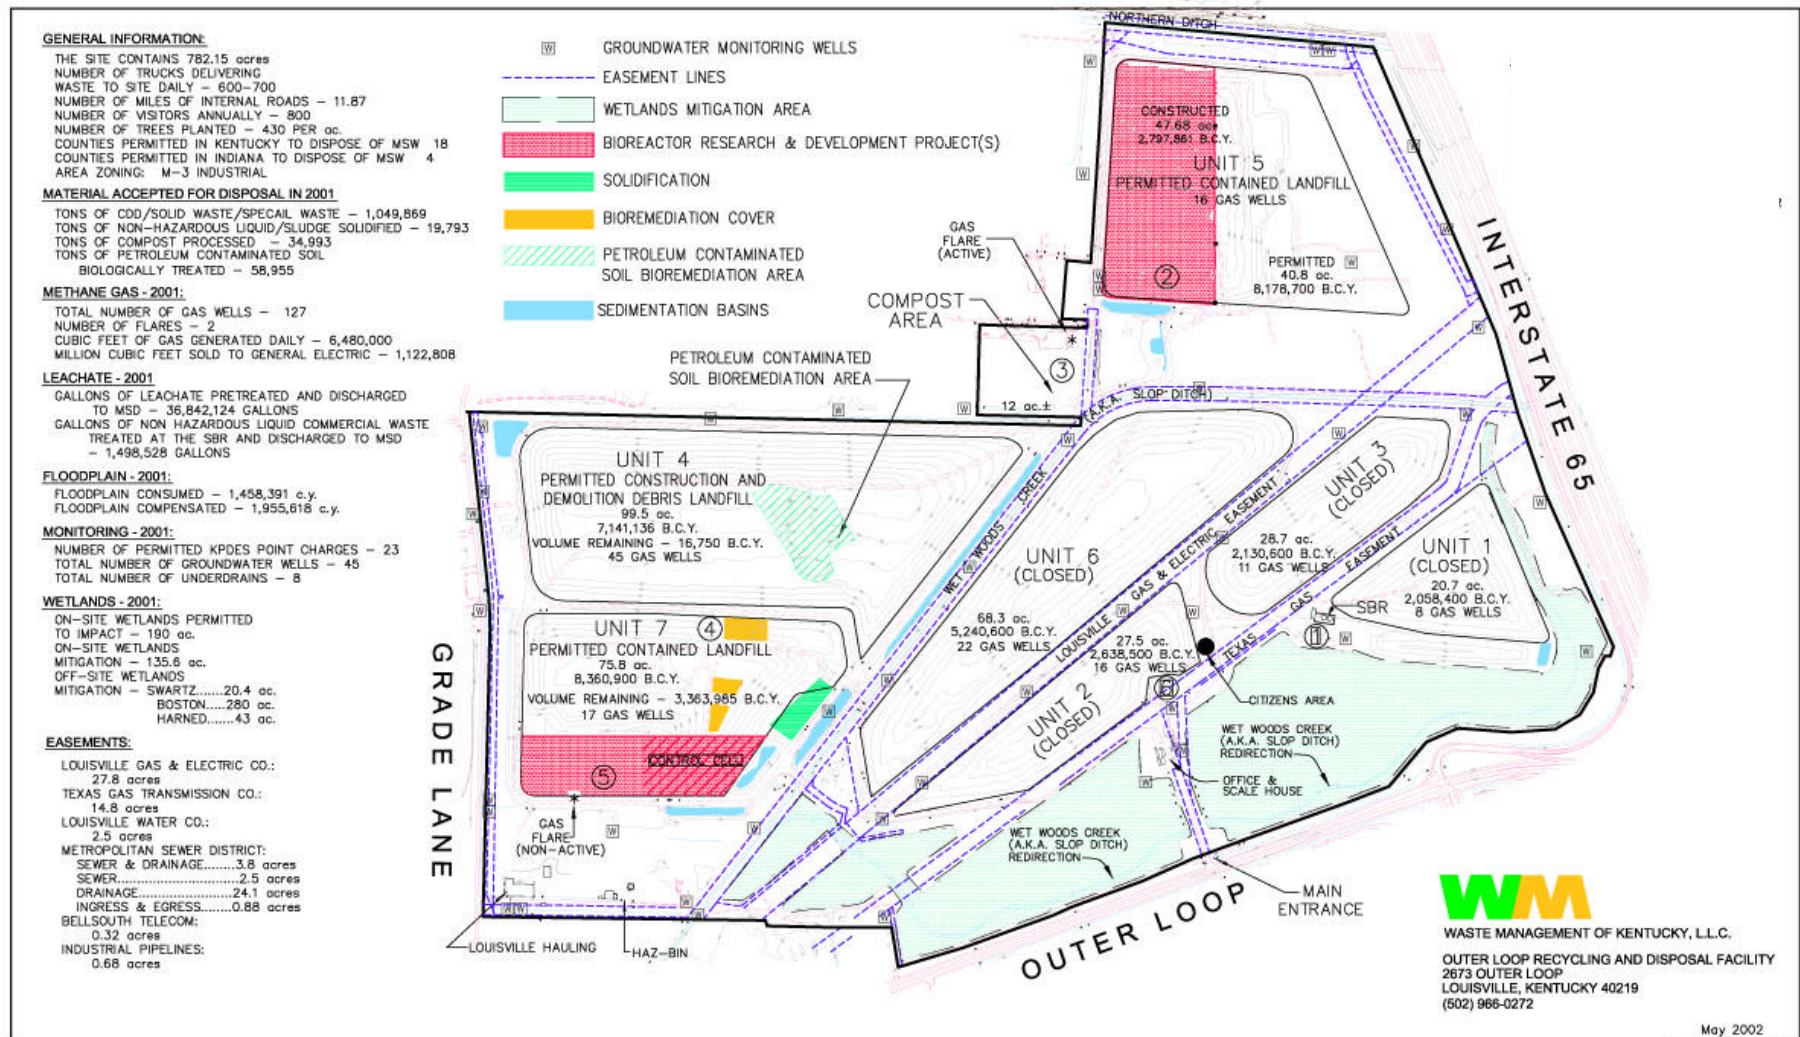 GENERAL INFORMATION:
THE SITE CONTAINS 782.15 acres
NUMBER OF TRUCKS DELIVERING
WASTE TO SITE DAILY - 600-700
NUMBER OF MILES OF INTERNAL ROADS - 11.87
NUMBER OF VISITORS ANNUALLY - 800
NUMBER OF TREES PLANTED - 430 PER ac.
COUNTIES PERMITTED IN KENTUCKY TO DISPOSE OF MSW 18
COUNTIES PERMITTED IN INDIANA TO DISPOSE OF MSW 4
AREA ZONING: M-3 INDUSTRIAL
MATERIAL ACCEPTED FOR DISPOSAL IN 2001
TONS OF CDD/SOLID WASTE/SPECAIL WASTE - 1,049,869
TONS OF NON-HAZARDOUS LIQUID/SLUDGE SOLIDIFIED - 19,793
TONS OF COMPOST PROCESSED - 34,993
TONS OF PETROLEUM CONTAMINATED SOIL
BIOLOGICALLY TREATED - 58,955
METHANE GAS - 2001:
TOTAL NUMBER OF GAS WELLS - 127
NUMBER OF FLARES - 2
CUBIC FEET OF GAS GENERATED DAILY - 6,480,000
MILLION CUBIC FEET SOLD TO GENERAL ELECTRIC - 1,122,808
LEACHATE - 2001
GALLONS OF LEACHATE PRETREATED AND DISCHARGED
TO MSD - 36,842,124 GALLONS
GALLONS OF NON HAZARDOUS LIQUID COMMERCIAL WASTE
TREATED AT THE SBR AND DISCHARGED TO MSD
- 1,498,528 GALLONS
FLOODPLAIN - 2001:
FLOODPLAIN CONSUMED - 1,458,391 c.y.
FLOODPLAIN COMPENSATED - 1,955,618 c.y.
MONITORING - 2001:
NUMBER OF PERMITTED KPDES POINT CHARGES - 23
TOTAL NUMBER OF GROUNDWATER WELLS - 45
TOTAL NUMBER OF UNDERDRAINS - 8
WETLANDS - 2001:
ON-SITE WETLANDS PERMITTED
TO IMPACT - 190 ac.
ON-SITE WETLANDS
MITIGATION - 135.6 ac.
OFF-SITE WETLANDS
MITIGATION - SWARTZ......20.4 ac.
BOSTON.....280 ac.
HARNED.......43 ac.
EASEMENTS:
LOUISVILLE GAS & ELECTRIC CO.:
27.8 acres
TEXAS GAS TRANSMISSION CO.:
14.8 acres
LOUISVILLE WATER CO.:
2.5 acres
METROPOLITAN SEWER DISTRICT:
SEWER & DRAINAGE........3.8 acres
SEWER..............................2.5 acres
DRAINAGE.......................24.1 acres
INGRESS & EGRESS........0.88 acres
BELLSOUTH TELECOM:
0.32 acres
INDUSTRIAL PIPELINES:
0.68 acres
W GROUNDWATER MONITORING WELLS
EASEMENT LINES
WETLANDS MITIGATION AREA
BIOREACTOR RESEARCH & DEVELOPMENT PROJECT(S)
SOLIDIFICATION
BIOREMEDIATION COVER
PETROLEUM CONTAMINATED
SOIL BIOREMEDIATION AREA
SEDIMENTATION BASINS
NORTHERN DITCH
CONSTRUCTED
47.68 ac.
2,797,861 B.C.Y.
UNIT 5
PERMITTED CONTAINED LANDFILL
16 GAS WELLS
PERMITTED
40.8 ac.
8,178,700 B.C.Y.
2
GAS
FLARE
(ACTIVE)
COMPOST
AREA
3
12 ac.±
INTERSTATE 65
(A.K.A. SLOP DITCH)
WET WOODS CREEK
PETROLEUM CONTAMINATED
SOIL BIOREMEDIATION AREA
UNIT 4
PERMITTED CONSTRUCTION AND
DEMOLITION DEBRIS LANDFILL
99.5 ac.
7,141,136 B.C.Y.
VOLUME REMAINING - 16,750 B.C.Y.
45 GAS WELLS
UNIT 7
4
PERMITTED CONTAINED LANDFILL
75.8 ac.
8,360,900 B.C.Y.
VOLUME REMAINING - 3,363,985 B.C.Y.
17 GAS WELLS
CONTROL CELL
5
GAS
FLARE
(NON-ACTIVE)
GRADE LANE
LOUISVILLE HAULING
HAZ-BIN
UNIT 6
(CLOSED)
68.3 ac.
5,240,600 B.C.Y.
22 GAS WELLS
LOUISVILLE GAS & ELECTRIC EASEMENT
UNIT 3
(CLOSED)
28.7 ac.
2,130,600 B.C.Y.
11 GAS WELLS
TEXAS GAS EASEMENT
UNIT 1
(CLOSED)
20.7 ac.
2,058,400 B.C.Y.
8 GAS WELLS
SBR
1
27.5 ac.
2,638,500 B.C.Y.
16 GAS WELLS
UNIT 2
(CLOSED)
6
CITIZENS AREA
WET WOODS CREEK
(A.K.A. SLOP DITCH)
REDIRECTION
OFFICE &
SCALE HOUSE
WET WOODS CREEK
(A.K.A. SLOP DITCH)
REDIRECTION
MAIN
ENTRANCE
OUTER LOOP
WM
WASTE MANAGEMENT OF KENTUCKY, L.L.C.
OUTER LOOP RECYCLING AND DISPOSAL FACILITY
2673 OUTER LOOP
LOUISVILLE, KENTUCKY 40219
(502) 966-0272
May 2002